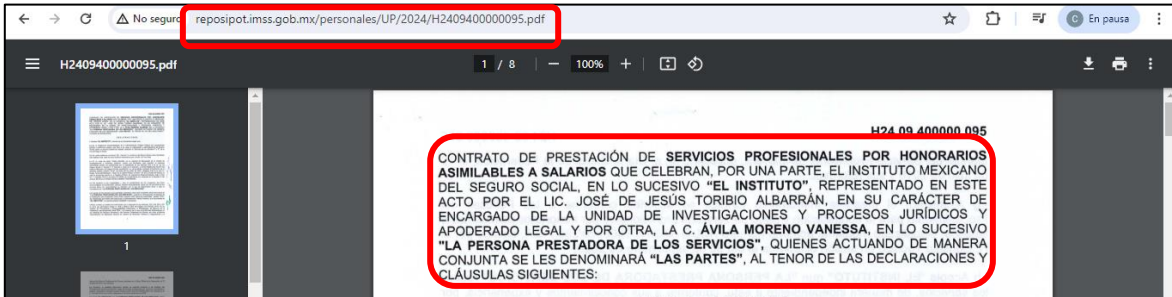 No seguro reposipot.imss.gob.mx/personales/UP/2024/H2409400000095.pdf
C En pausa
H2409400000095.pdf 1 / 8 — 100% +
H24 09 400000 095
CONTRATO DE PRESTACIÓN DE SERVICIOS PROFESIONALES POR HONORARIOS
ASIMILABLES A SALARIOS QUE CELEBRAN, POR UNA PARTE, EL INSTITUTO MEXICANO
DEL SEGURO SOCIAL, EN LO SUCESIVO "EL INSTITUTO", REPRESENTADO EN ESTE
ACTO POR EL LIC. JOSÉ DE JESÚS TORIBIO ALBARRÁN, EN SU CARÁCTER DE
ENCARGADO DE LA UNIDAD DE INVESTIGACIONES Y PROCESOS JURÍDICOS Y
APODERADO LEGAL Y POR OTRA, LA C. ÁVILA MORENO VANESSA, EN LO SUCESIVO
"LA PERSONA PRESTADORA DE LOS SERVICIOS", QUIENES ACTUANDO DE MANERA
CONJUNTA SE LES DENOMINARÁ "LAS PARTES", AL TENOR DE LAS DECLARACIONES Y
CLÁUSULAS SIGUIENTES:
1